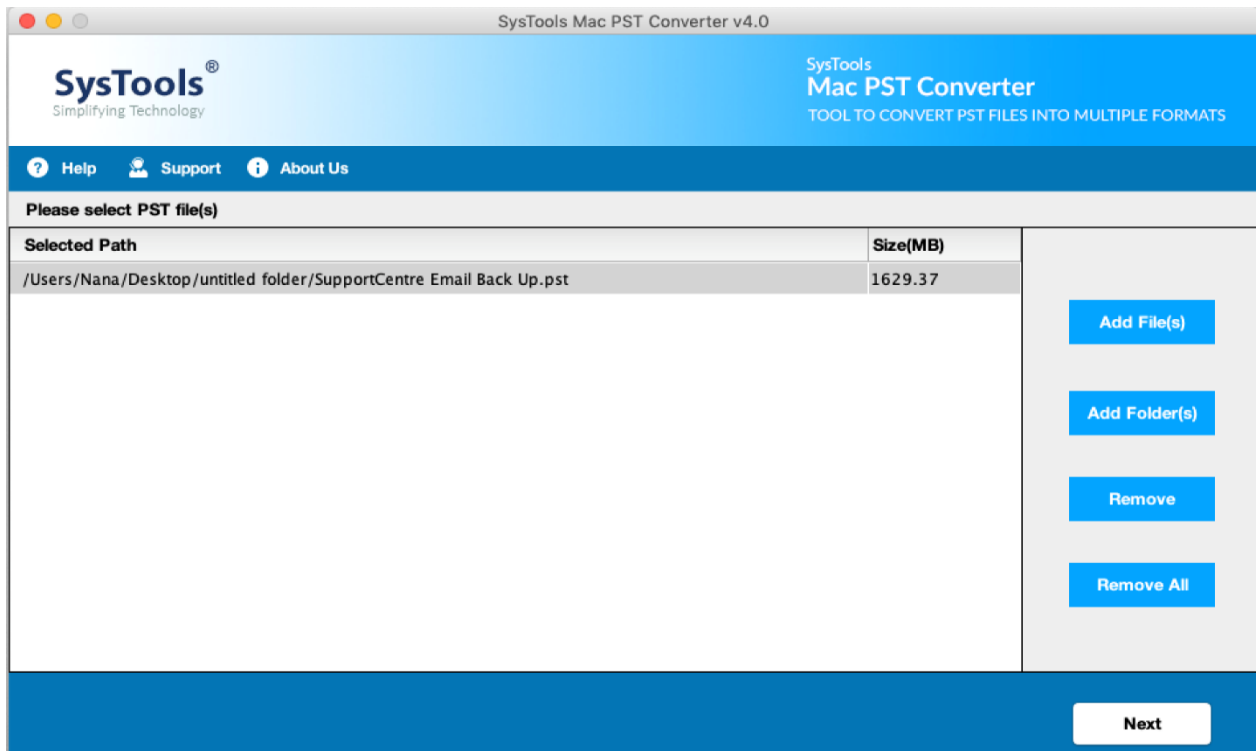 SysTools Mac PST Converter v4.0
SysTools®
Simplifying Technology
SysTools
Mac PST Converter
TOOL TO CONVERT PST FILES INTO MULTIPLE FORMATS
? Help Support i About Us
Please select PST file(s)
Selected Path Size(MB)
/Users/Nana/Desktop/untitled folder/SupportCentre Email Back Up.pst 1629.37
Add File(s)
Add Folder(s)
Remove
Remove All
Next